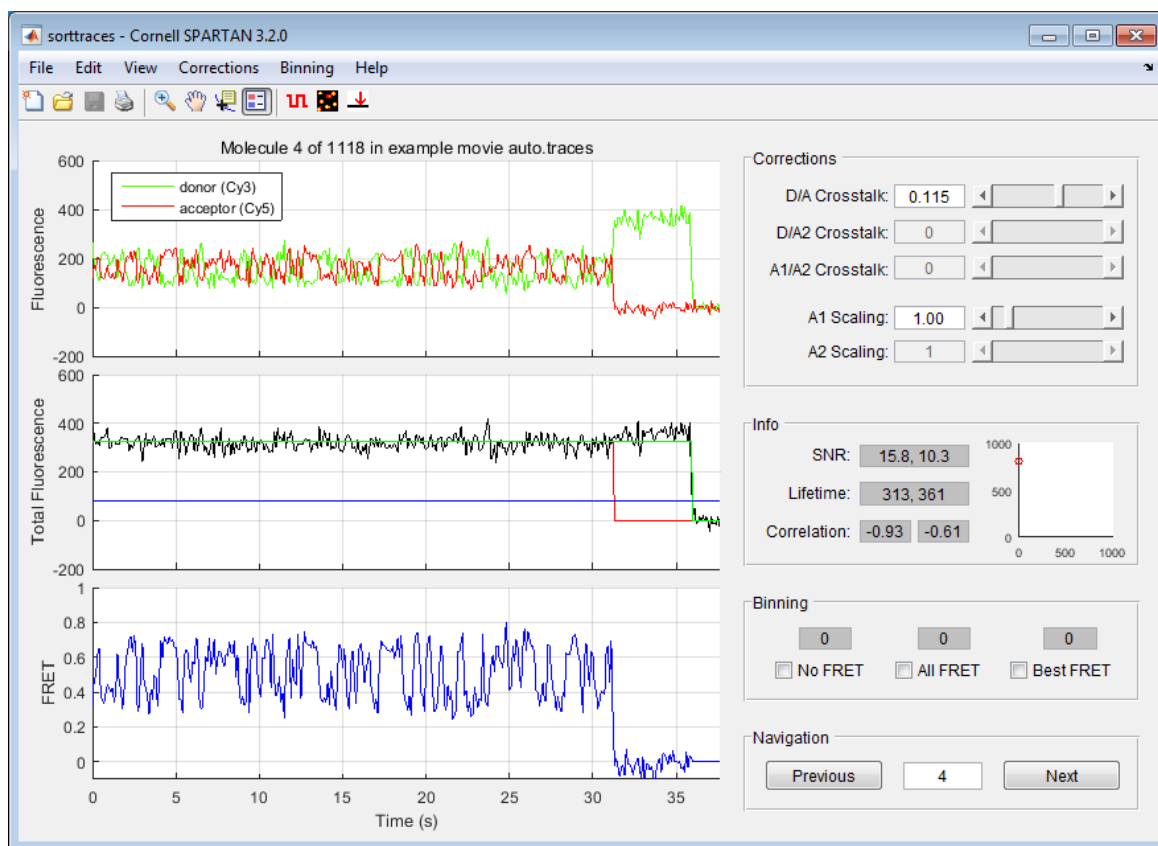 sorttraces - Cornell SPARTAN 3.2.0
File Edit View Corrections Binning Help
Molecule 4 of 1118 in example movie auto.traces
600
400
200
0
-200
Fluorescence
donor (Cy3)
acceptor (Cy5)
600
400
200
0
-200
Total Fluorescence
1
0.8
0.6
0.4
0.2
0
FRET
0 5 10 15 20 25 30 35
Time (s)
Corrections
D/A Crosstalk: 0.115
D/A2 Crosstalk: 0
A1/A2 Crosstalk: 0
A1 Scaling: 1.00
A2 Scaling: 1
Info
SNR: 15.8, 10.3
Lifetime: 313, 361
Correlation: -0.93 -0.61
1000
500
0
0 500 1000
Binning
0 0 0
No FRET All FRET Best FRET
Navigation
Previous 4 Next